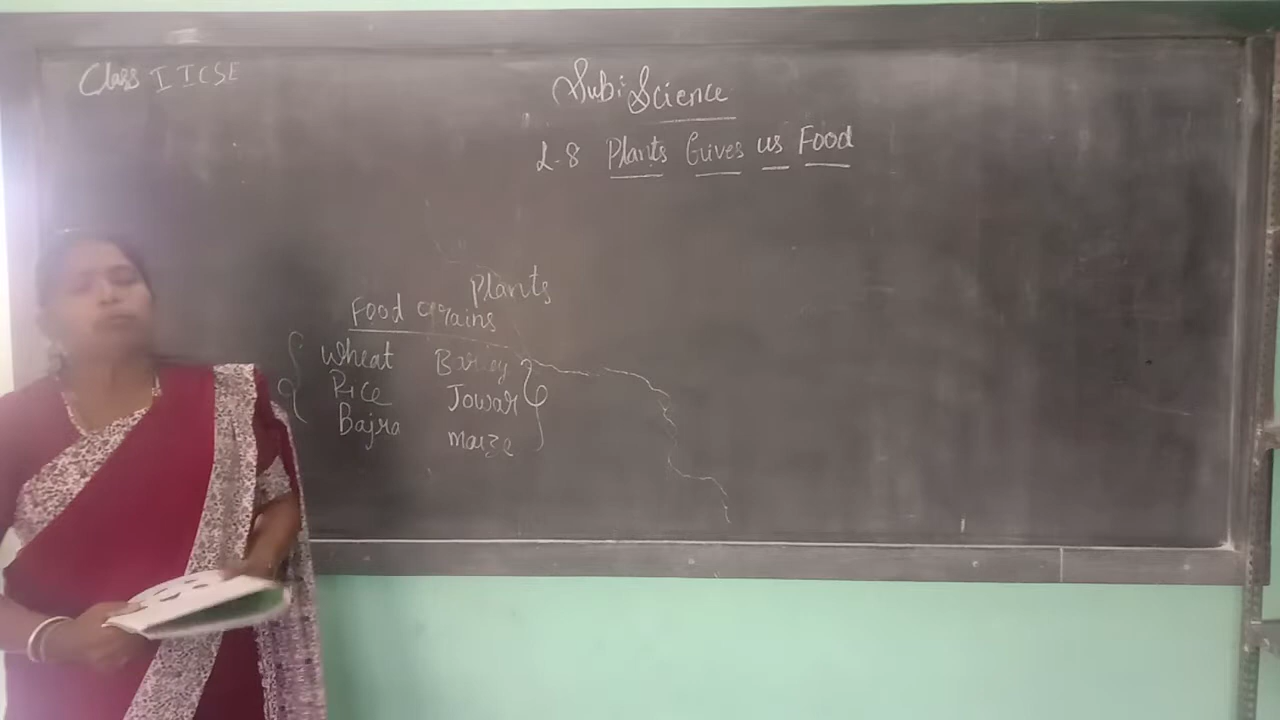 Class I ICSE
Sub: Science
L-8 Plants Gives us Food
Plants
Food grains
Wheat Barley
Rice Jowar
Bajra maize